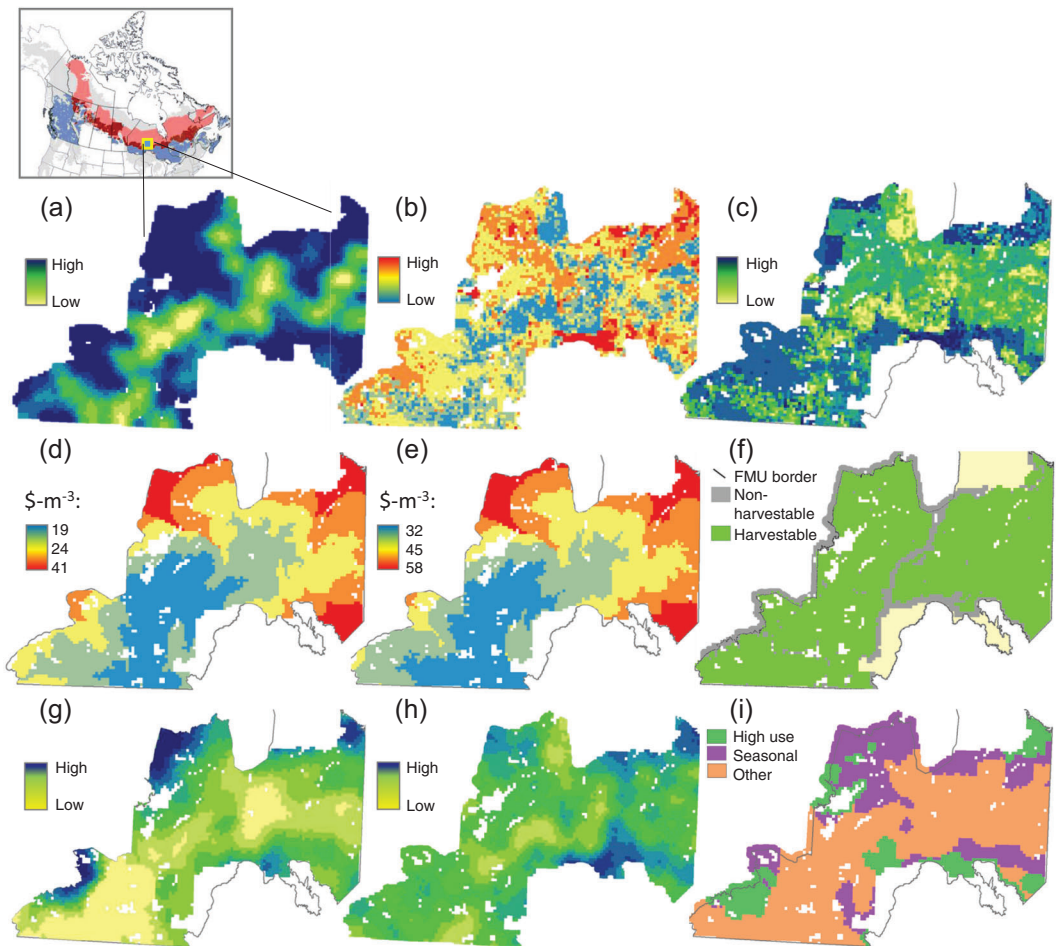 (a)
High
Low
(b)
High
Low
(c)
High
Low
(d)
$-m⁻³:
19
24
41
(e)
$-m⁻³:
32
45
58
(f)
FMU border
Non-
harvestable
Harvestable
(g)
High
Low
(h)
High
Low
(i)
High use
Seasonal
Other